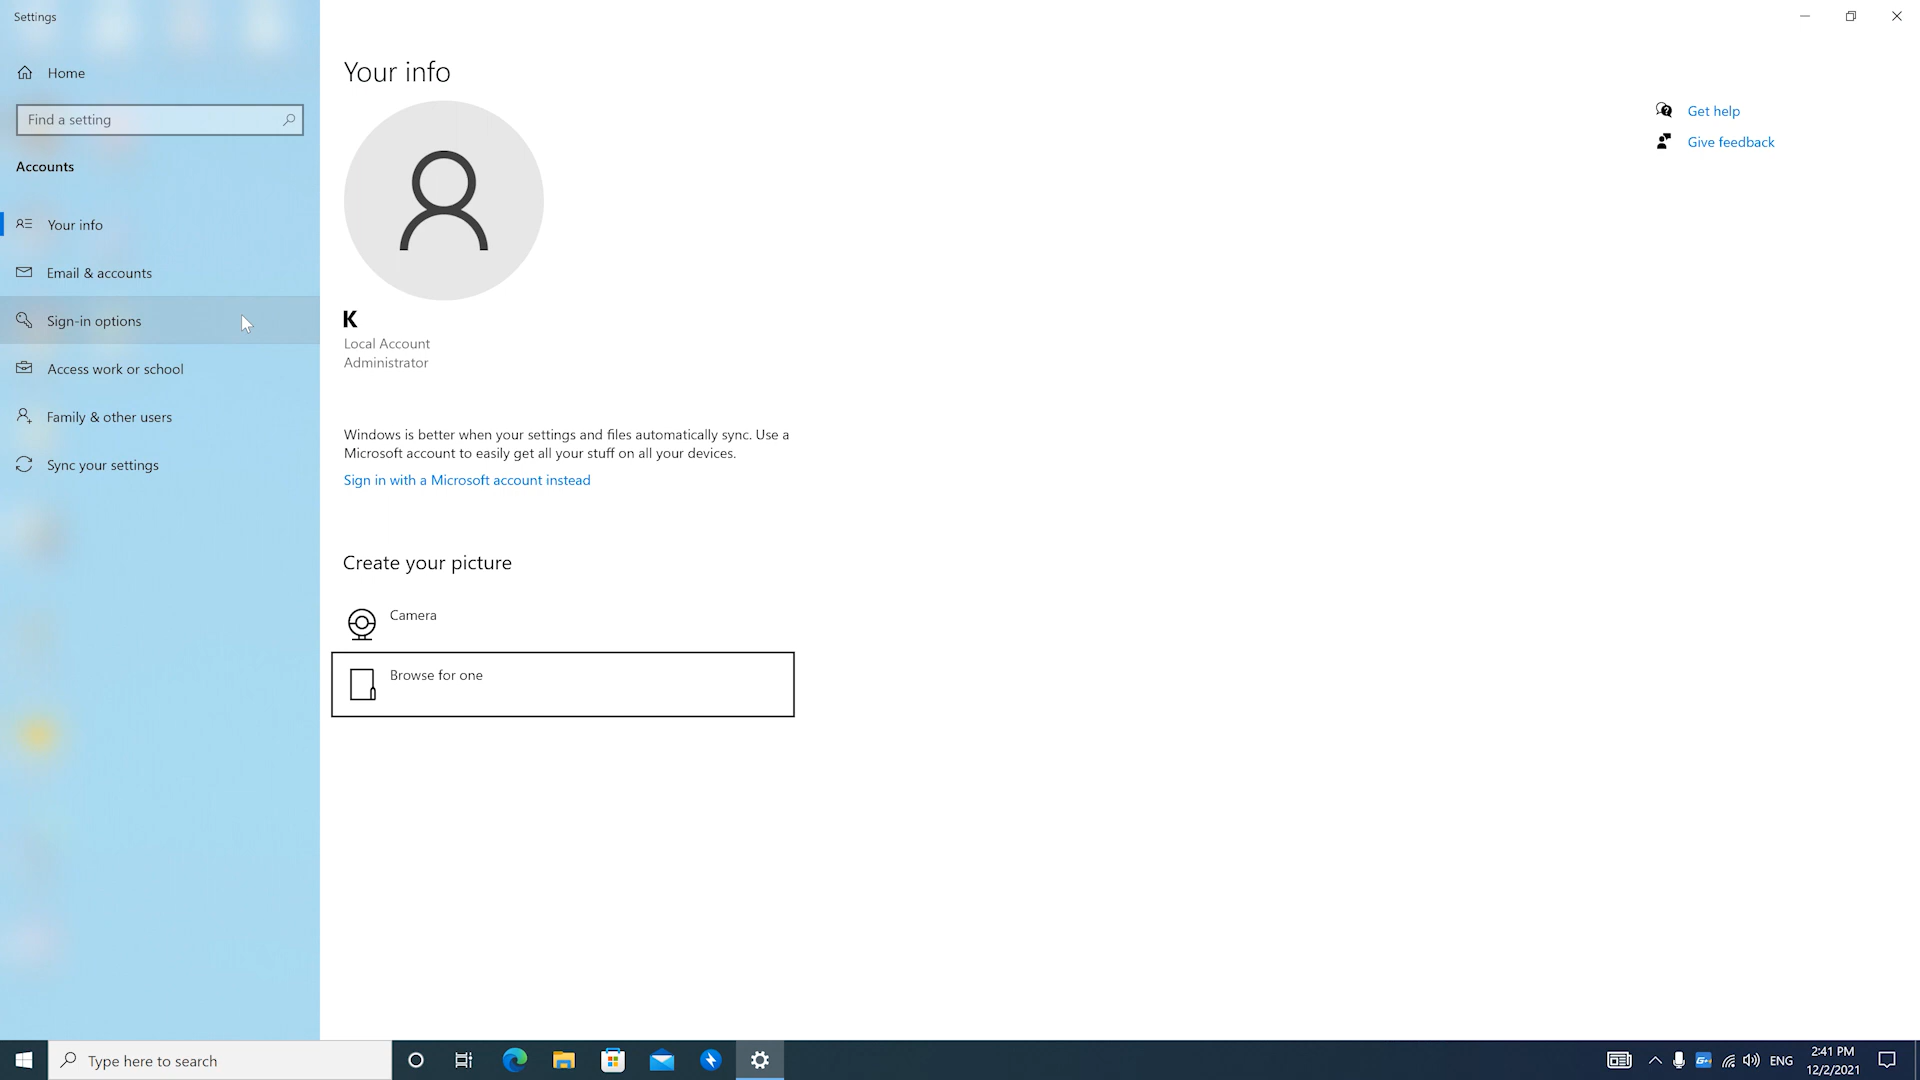 Settings
Home
Find a setting
Accounts
Your info
Email & accounts
Sign-in options
Access work or school
Family & other users
Sync your settings
Your info
K
Local Account
Administrator
Windows is better when your settings and files automatically sync. Use a
Microsoft account to easily get all your stuff on all your devices.
Sign in with a Microsoft account instead
Create your picture
Camera
Browse for one
Get help
Give feedback
Type here to search
ENG
2:41 PM
12/2/2021